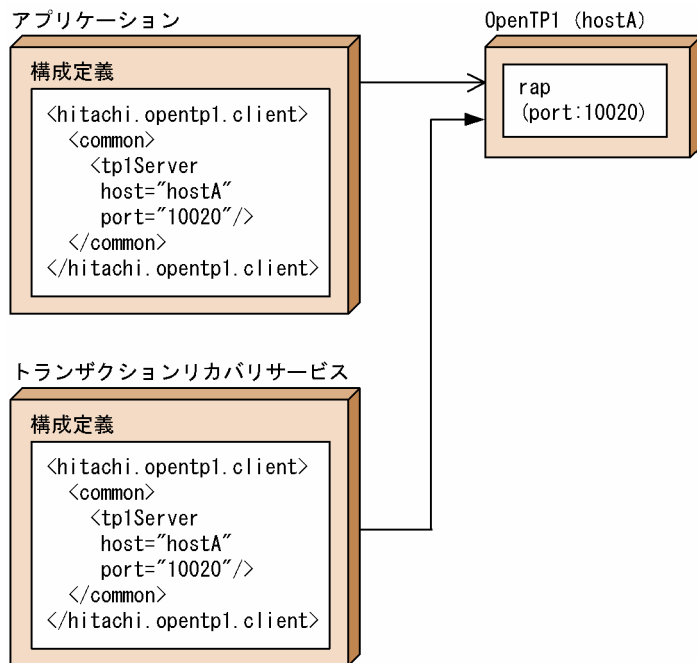 アプリケーション
構成定義
<hitachi.opentp1.client>
<common>
<tp1Server
host="hostA"
port="10020"/>
</common>
</hitachi.opentp1.client>
OpenTP1 (hostA)
rap
(port:10020)
トランザクションリカバリサービス
構成定義
<hitachi.opentp1.client>
<common>
<tp1Server
host="hostA"
port="10020"/>
</common>
</hitachi.opentp1.client>